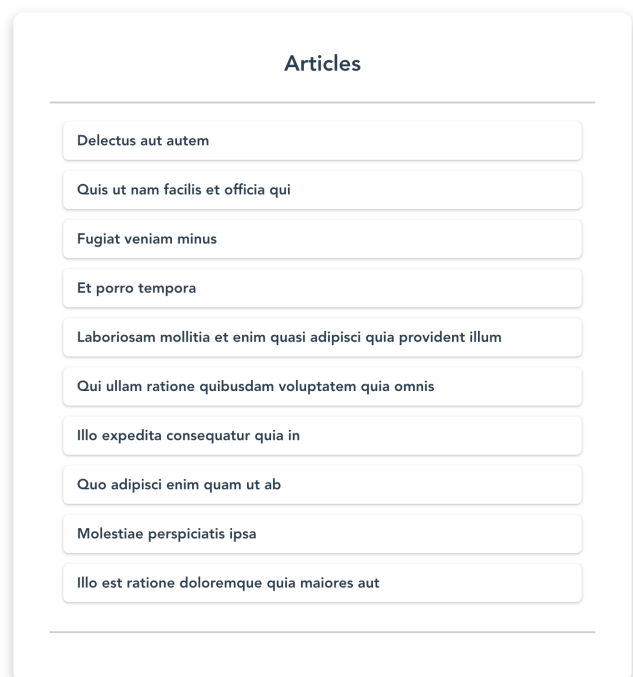 Articles
Delectus aut autem
Quis ut nam facilis et officia qui
Fugiat veniam minus
Et porro tempora
Laboriosam mollitia et enim quasi adipisci quia provident illum
Qui ullam ratione quibusdam voluptatem quia omnis
Illo expedita consequatur quia in
Quo adipisci enim quam ut ab
Molestiae perspiciatis ipsa
Illo est ratione doloremque quia maiores aut